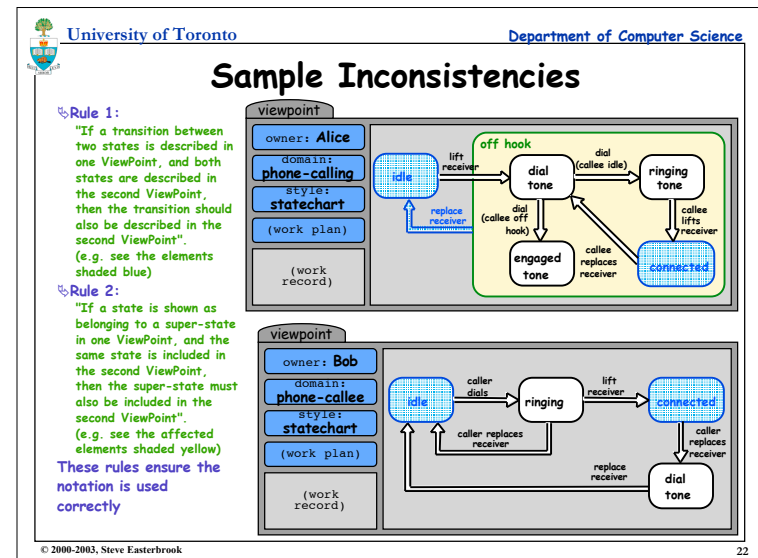 University of Toronto
Department of Computer Science
Sample Inconsistencies
Rule 1:
"If a transition between
two states is described in
one ViewPoint, and both
states are described in
the second ViewPoint,
then the transition should
also be described in the
second ViewPoint".
(e.g. see the elements
shaded blue)
Rule 2:
"If a state is shown as
belonging to a super-state
in one ViewPoint, and the
same state is included in
the second ViewPoint,
then the super-state must
also be included in the
second ViewPoint".
(e.g. see the affected
elements shaded yellow)
These rules ensure the
notation is used
correctly
viewpoint
owner: Alice
domain:
phone-calling
style:
statechart
(work plan)
(work
record)
off hook
idle
lift
receiver
dial
tone
dial
(callee idle)
ringing
tone
replace
receiver
dial
(callee off
hook)
engaged
tone
callee
replaces
receiver
callee
lifts
receiver
connected
viewpoint
owner: Bob
domain:
phone-callee
style:
statechart
(work plan)
(work
record)
idle
caller
dials
ringing
lift
receiver
connected
caller replaces
receiver
caller
replaces
receiver
replace
receiver
dial
tone
© 2000-2003, Steve Easterbrook
22